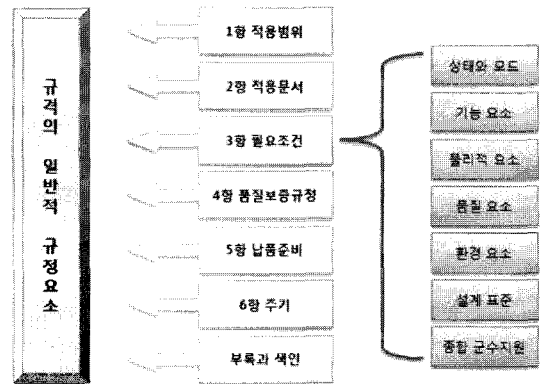 규격의 일반적 규정요소
1항 적용범위
2항 적용문서
3항 필요조건
4항 품질보증규정
5항 납품준비
6항 주기
부록과 색인
상태와 모드
기능 요소
물리적 요소
품질 요소
환경 요소
설계 표준
종합 군수지원